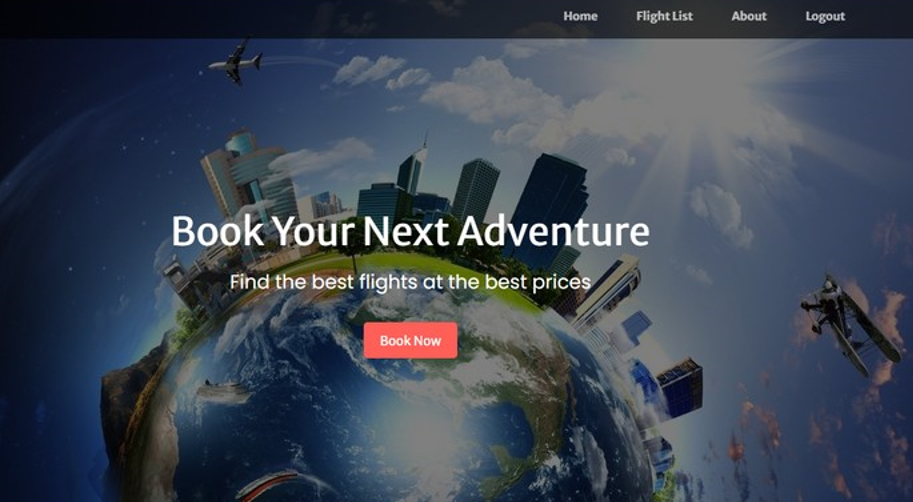 Home Flight List About Logout
Book Your Next Adventure
Find the best flights at the best prices
Book Now